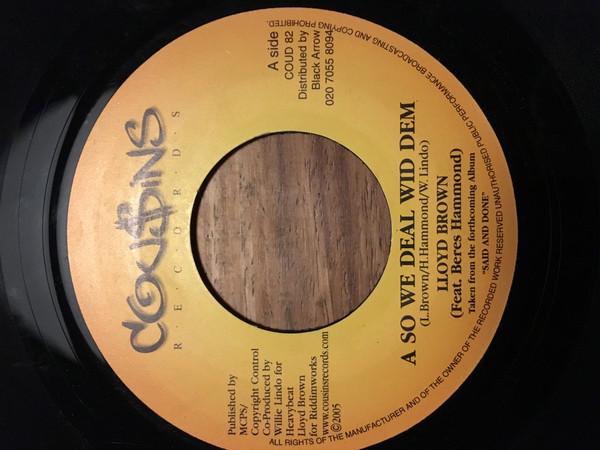 COUSINS
R·E·C·O·R·D·S
Published by
MCPS/
Copyright Control
Co-Produced by
Willie Lindo for
Heavybeat
Lloyd Brown
for Riddimworks
www.cousinsrecords.com
©2005
A side
COUD 82
Distributed by
Black Arrow
020 7055 8094
A SO WE DEAL WID DEM
(L.Brown/H.Hammond/W.Lindo)
LLOYD BROWN
(Feat. Beres Hammond)
Taken from the forthcoming Album
"SAID AND DONE"
ALL RIGHTS OF THE MANUFACTURER AND OF THE OWNER OF THE RECORDED WORK RESERVED UNAUTHORISED PUBLIC PERFORMANCE BROADCASTING AND COPYING PROHIBITED.